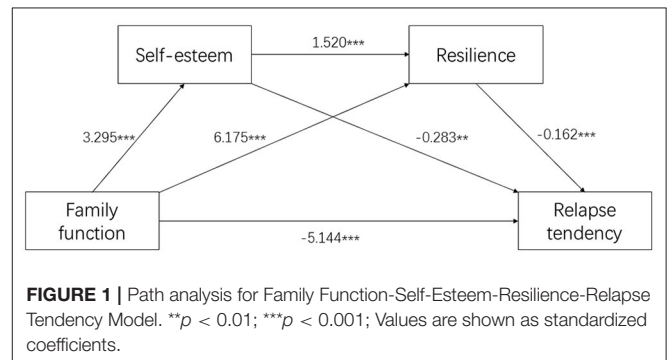 Self-esteem
1.520***
Resilience
3.295***
6.175***
-0.283**
-0.162***
Family
function
-5.144***
Relapse
tendency
FIGURE 1 | Path analysis for Family Function-Self-Esteem-Resilience-Relapse
Tendency Model. **p < 0.01; ***p < 0.001; Values are shown as standardized
coefficients.